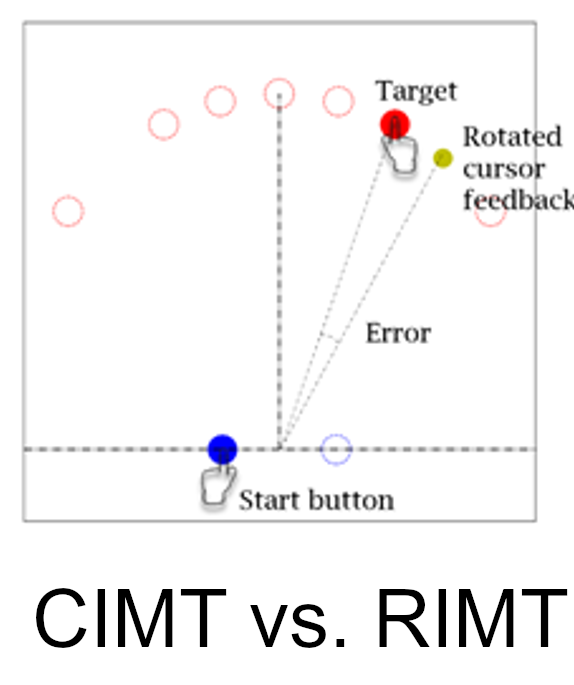 Target
Rotated
cursor
feedback
Error
Start button
CIMT vs. RIMT